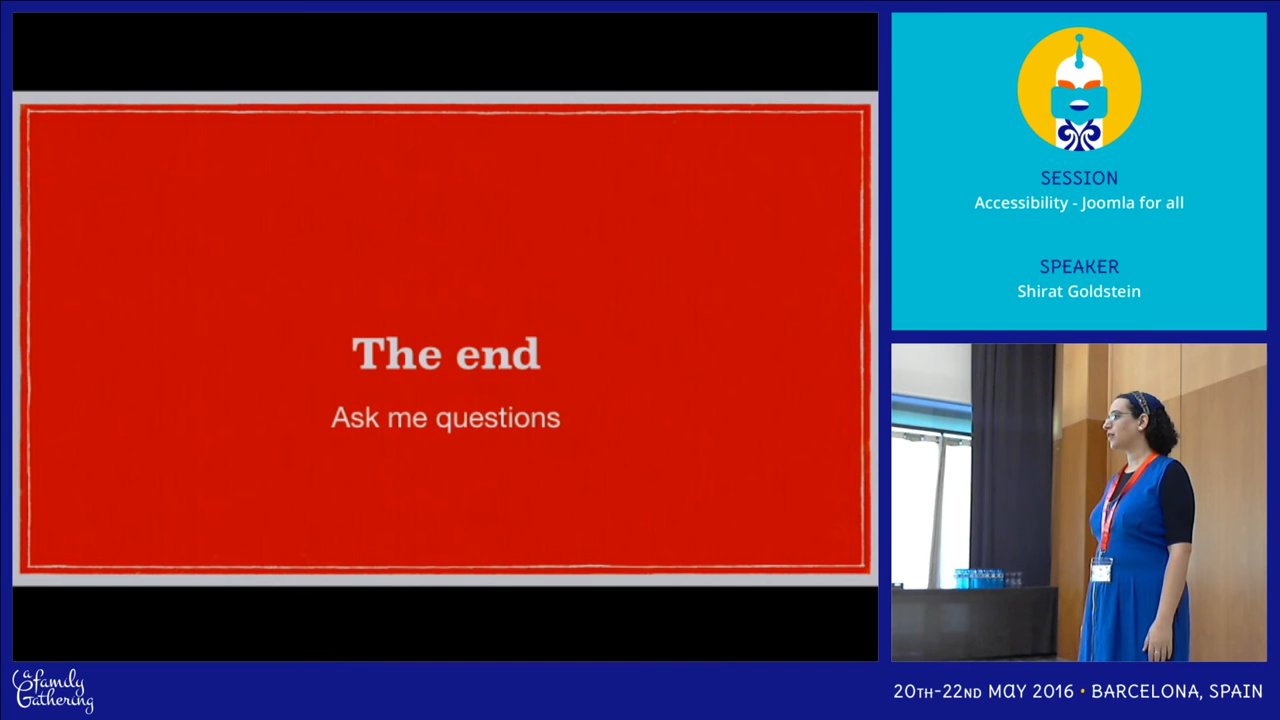 The end
Ask me questions
SESSION
Accessibility - Joomla for all
SPEAKER
Shirat Goldstein
a family
Gathering
20TH-22ND MAY 2016 • BARCELONA, SPAIN